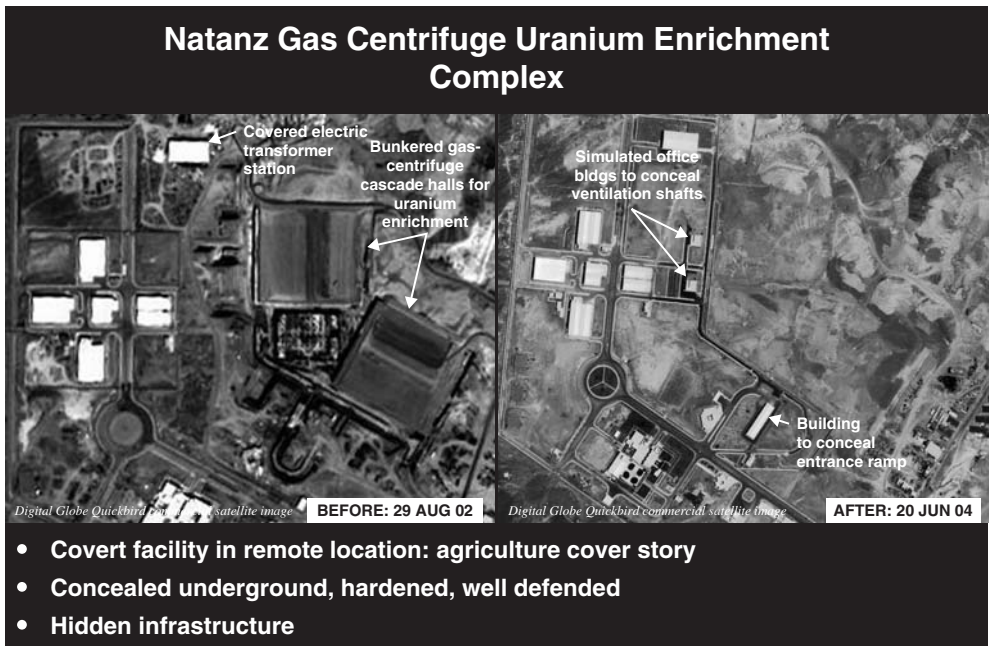 Natanz Gas Centrifuge Uranium Enrichment
Complex
Covered electric
transformer
station
Bunkered gas-
centrifuge
cascade halls for
uranium
enrichment
Digital Globe Quickbird commercial satellite image
BEFORE: 29 AUG 02
Simulated office
bldgs to conceal
ventilation shafts
Building
to conceal
entrance ramp
Digital Globe Quickbird commercial satellite image
AFTER: 20 JUN 04
• Covert facility in remote location: agriculture cover story
• Concealed underground, hardened, well defended
• Hidden infrastructure